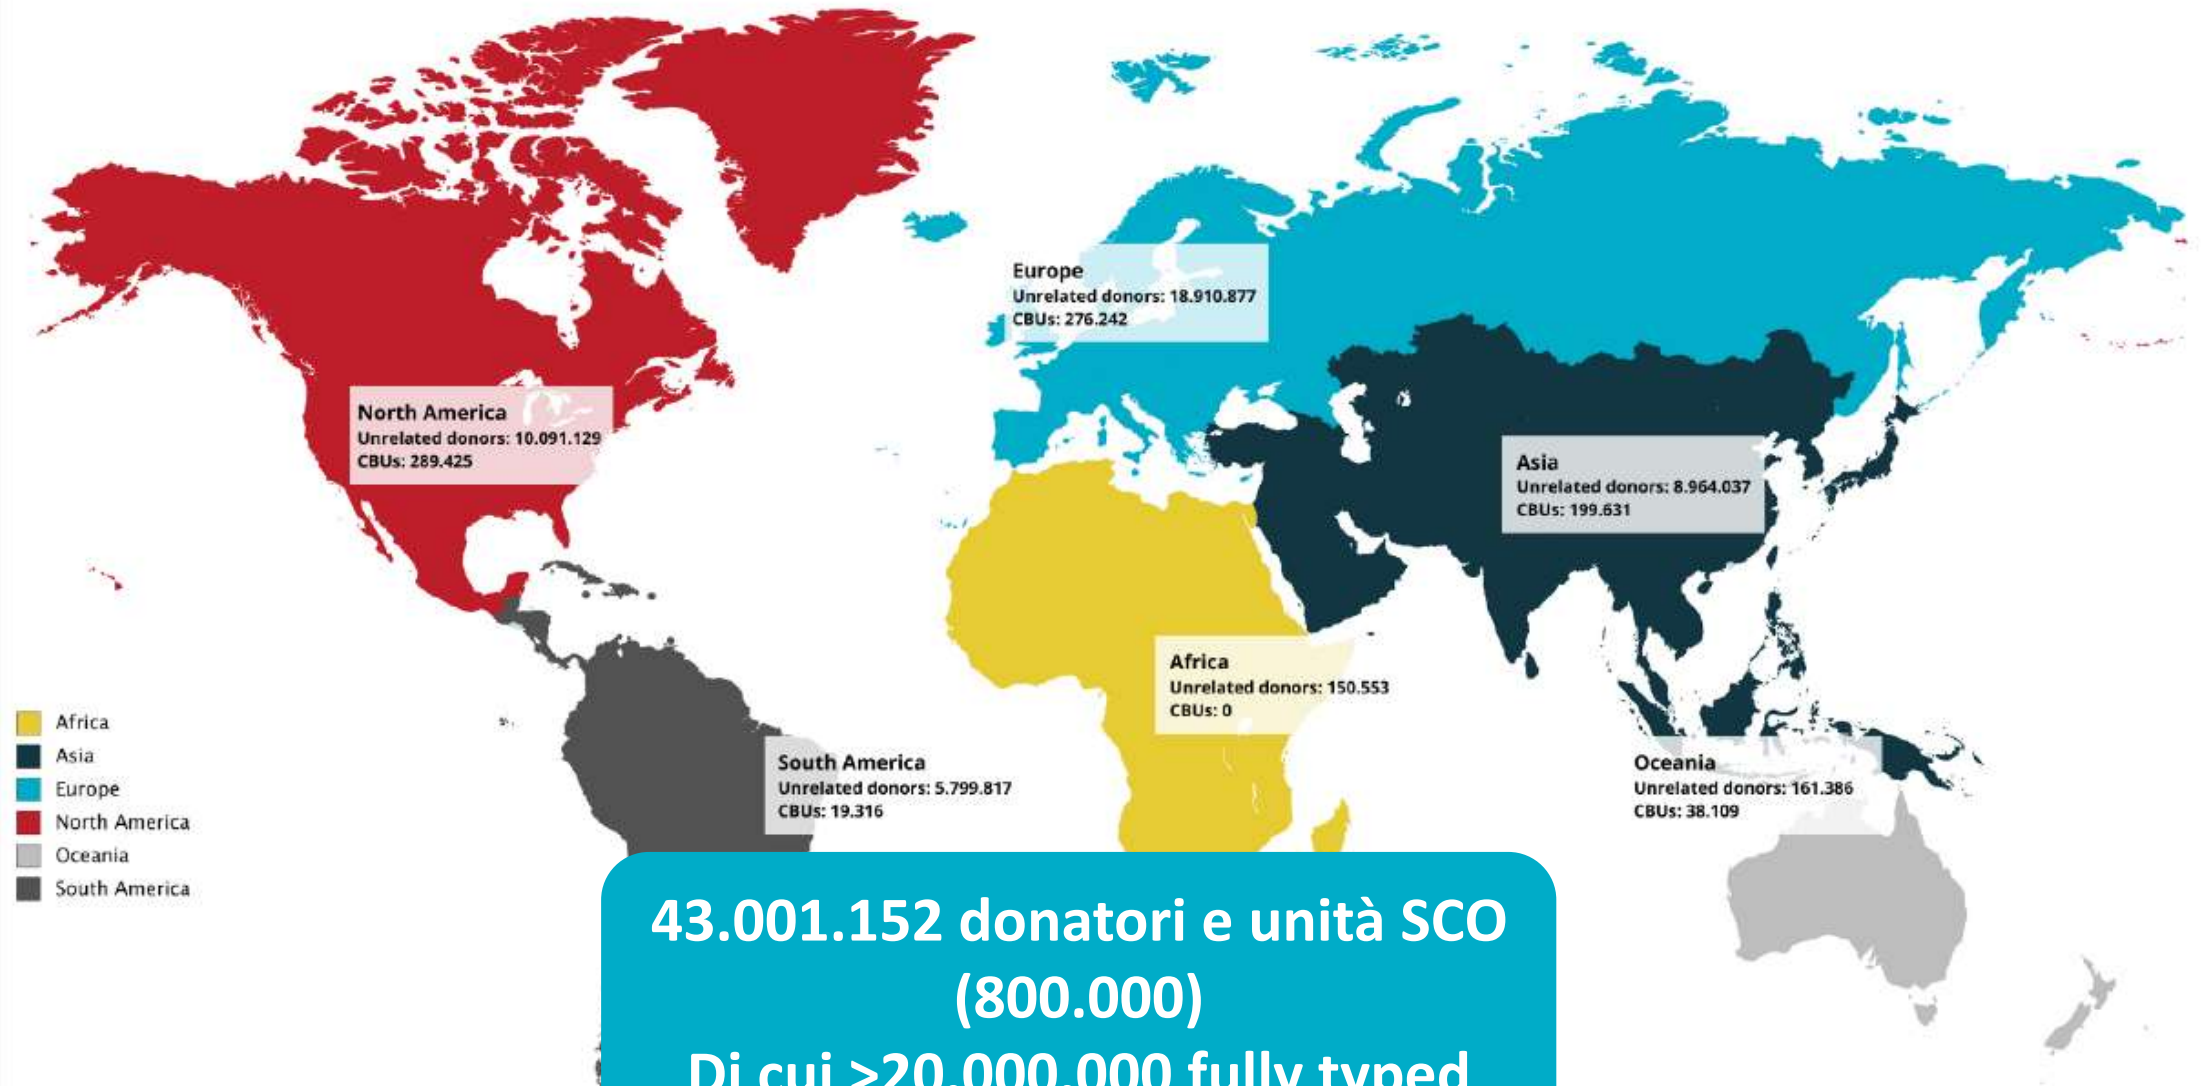 Europe
Unrelated donors: 18.910.877
CBUs: 276.242
North America
Unrelated donors: 10.091.129
CBUs: 289.425
Asia
Unrelated donors: 8.964.037
CBUs: 199.631
Africa
Unrelated donors: 150.553
CBUs: 0
South America
Unrelated donors: 5.799.817
CBUs: 19.316
Oceania
Unrelated donors: 161.386
CBUs: 38.109
Africa
Asia
Europe
North America
Oceania
South America
43.001.152 donatori e unità SCO
(800.000)
Di cui >20.000.000 fully typed